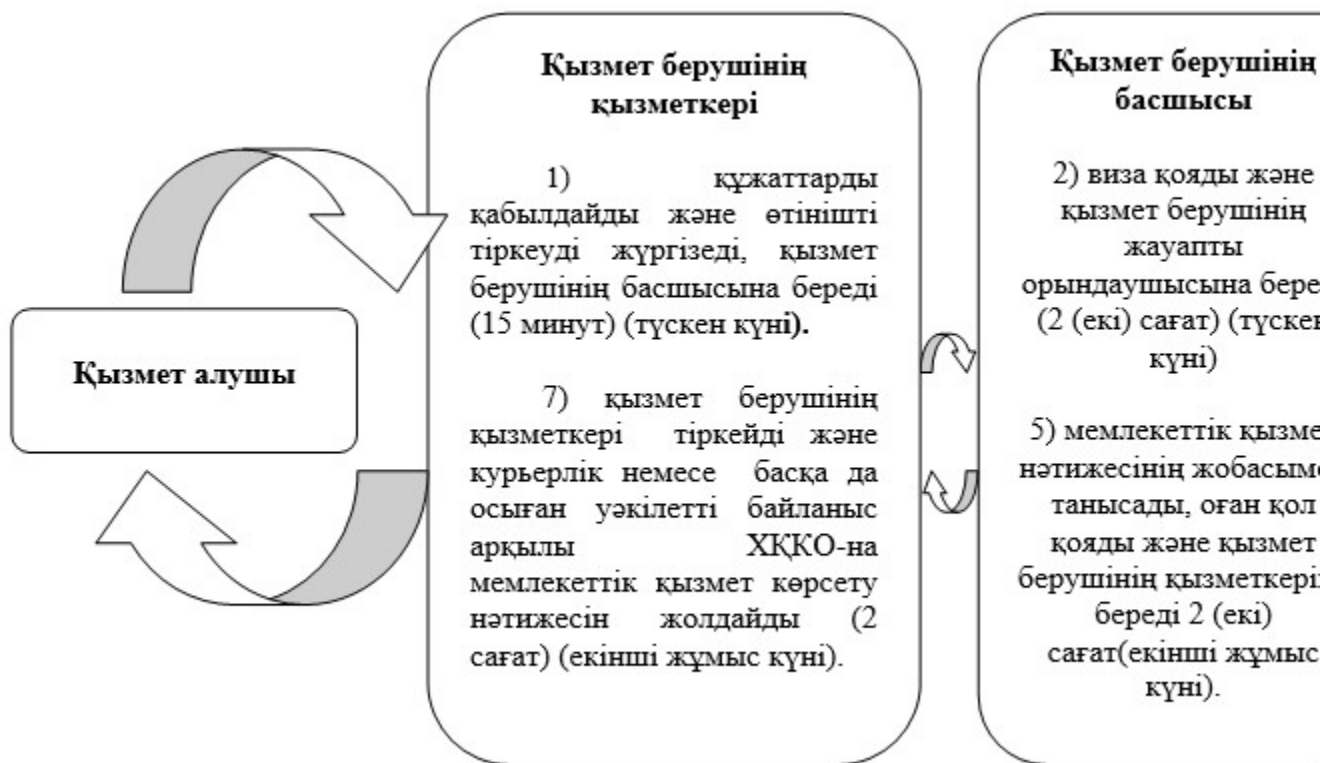 Қызмет алушы
Қызмет берушінің
қызметкері
1) құжаттарды
қабылдайды және өтінішті
тіркеуді жүргізеді, қызмет
берушінің басшысына береді
(15 минут) (түскен күні).
7) қызмет берушінің
қызметкері тіркейді және
курьерлік немесе басқа да
осыған уәкілетті байланыс
арқылы ХҚКО-на
мемлекеттік қызмет көрсету
нәтижесін жолдайды (2
сағат) (екінші жұмыс күні).
Қызмет берушінің
басшысы
2) виза қояды және
қызмет берушінің
жауапты
орындаушысына
(2 (екі) сағат)
күні)
5) мемлекеттік
нәтижесінің
танысады, оған қол
қояды және қызмет
берушінің
береді 2 (екі)
сағат(екінші жұмыс
күні).